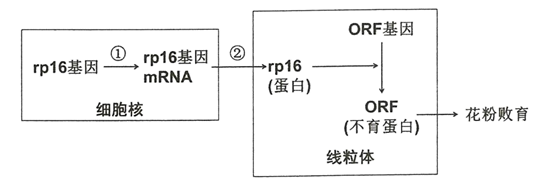 ORF基因
① ②
rp16基因 rp16基因 rp16
mRNA (蛋白)
ORF
(不育蛋白) 花粉败育
细胞核
线粒体